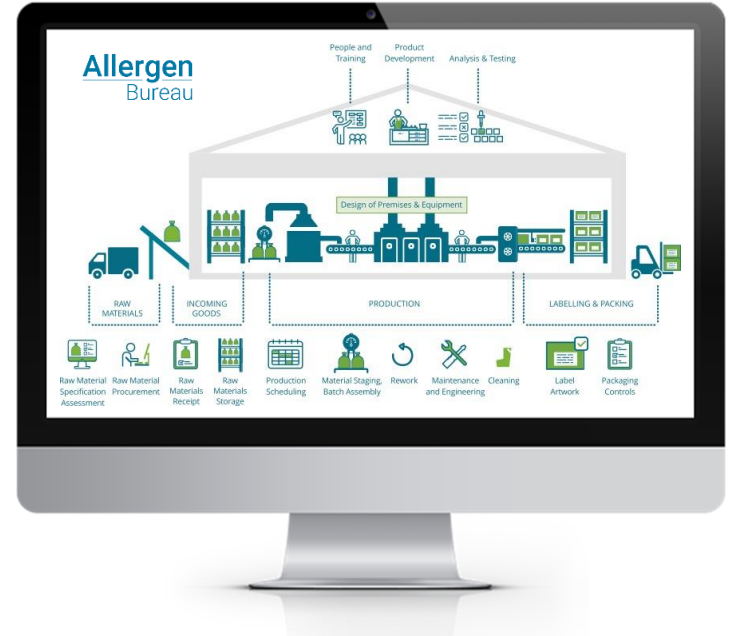 Allergen
Bureau
People and
Training
Product
Development
Analysis & Testing
Design of Premises & Equipment
RAW
MATERIALS
INCOMING
GOODS
PRODUCTION
LABELLING & PACKING
Raw Material
Specification
Assessment
Raw Material
Procurement
Raw
Materials
Receipt
Raw
Materials
Storage
Production
Scheduling
Material Staging,
Batch Assembly
Rework
Maintenance
and Engineering
Cleaning
Label
Artwork
Packaging
Controls